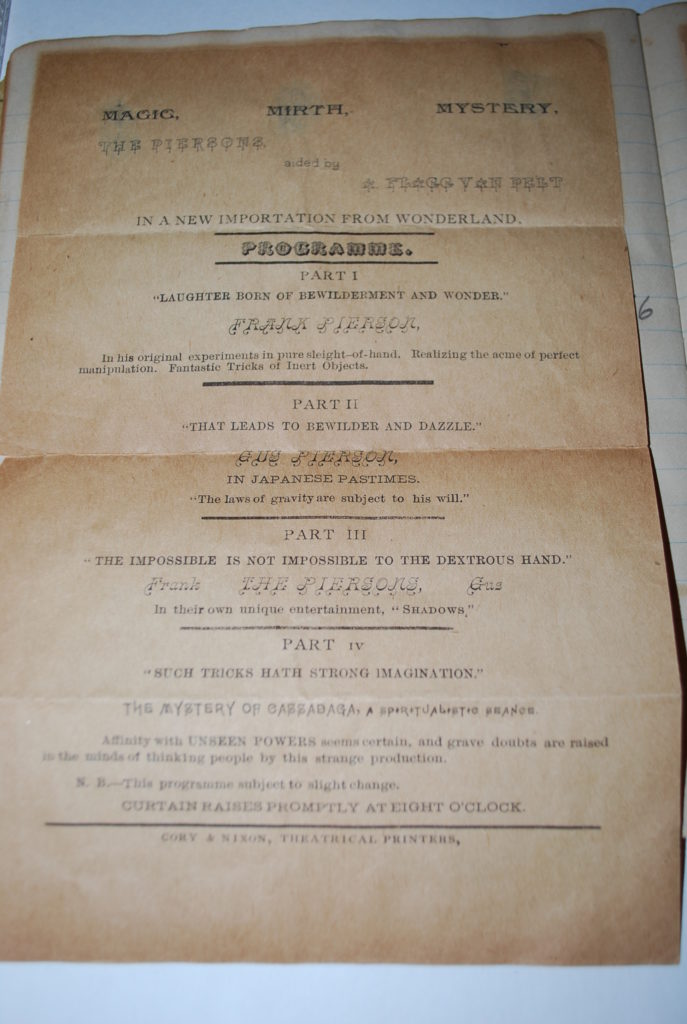 MAGIC, MIRTH, MYSTERY,
THE PIERSONS
aided by
A FLAGG VAN PELT
IN A NEW IMPORTATION FROM WONDERLAND.
PROGRAMME.
PART I
"LAUGHTER BORN OF BEWILDERMENT AND WONDER."
FRANK PIERSON,
In his original experiments in pure sleight-of-hand. Realizing the acme of perfect
manipulation. Fantastic Tricks of Inert Objects.
PART II
"THAT LEADS TO BEWILDER AND DAZZLE."
GUS PIERSON,
IN JAPANESE PASTIMES.
"The laws of gravity are subject to his will."
PART III
"THE IMPOSSIBLE IS NOT IMPOSSIBLE TO THE DEXTROUS HAND."
Frank THE PIERSONS, Gus
In their own unique entertainment, "SHADOWS,"
PART IV
"SUCH TRICKS HATH STRONG IMAGINATION."
THE MYSTERY OF CASSADAGA, A SPIRITUALISTIC SEANCE.
Affinity with UNSEEN POWERS seems certain, and grave doubts are raised
in the minds of thinking people by this strange production.
N. B.—This programme subject to slight change.
CURTAIN RAISES PROMPTLY AT EIGHT O'CLOCK.
CORY & NIXON, THEATRICAL PRINTERS,
6